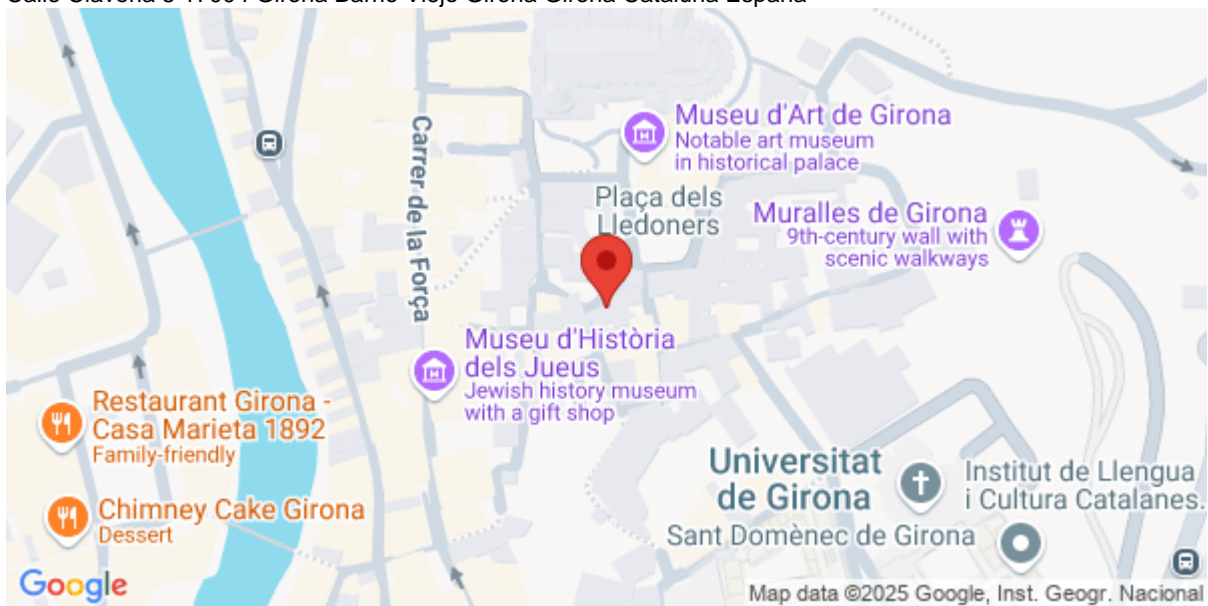 Museu d'Art de Girona
Notable art museum
in historical palace
Carrer de la Força
Plaça dels
Lledoners
Muralles de Girona
9th-century wall with
scenic walkways
Museu d'Història
dels Jueus
Jewish history museum
with a gift shop
Restaurant Girona -
Casa Marieta 1892
Family-friendly
Chimney Cake Girona
Dessert
Universitat
de Girona
Institut de Llengua
i Cultura Catalanes.
Sant Domènec de Girona
Google
Map data ©2025 Google, Inst. Geogr. Nacional